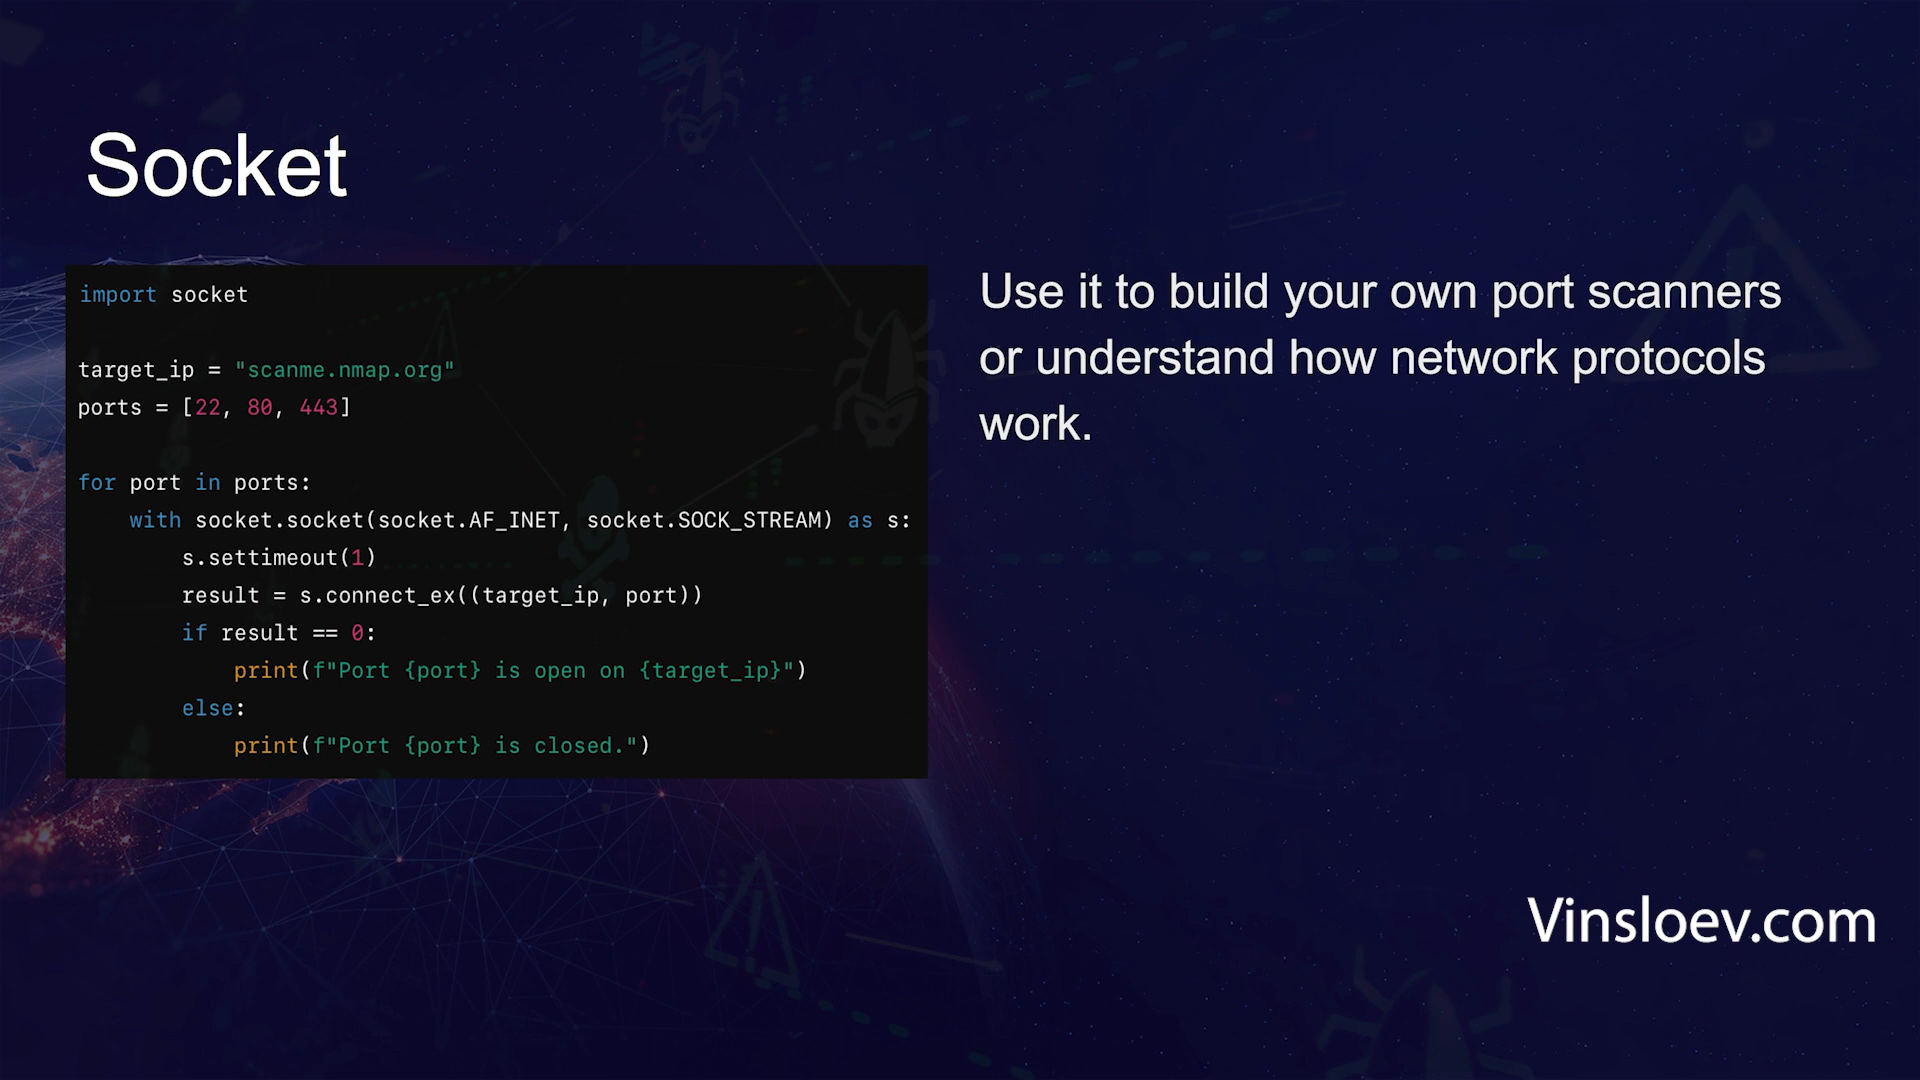 Socket
import socket
target_ip = "scanme.nmap.org"
ports = [22, 80, 443]
for port in ports:
    with socket.socket(socket.AF_INET, socket.SOCK_STREAM) as s:
        s.settimeout(1)
        result = s.connect_ex((target_ip, port))
        if result == 0:
            print(f"Port {port} is open on {target_ip}")
        else:
            print(f"Port {port} is closed.")
Use it to build your own port scanners
or understand how network protocols
work.
Vinsloev.com